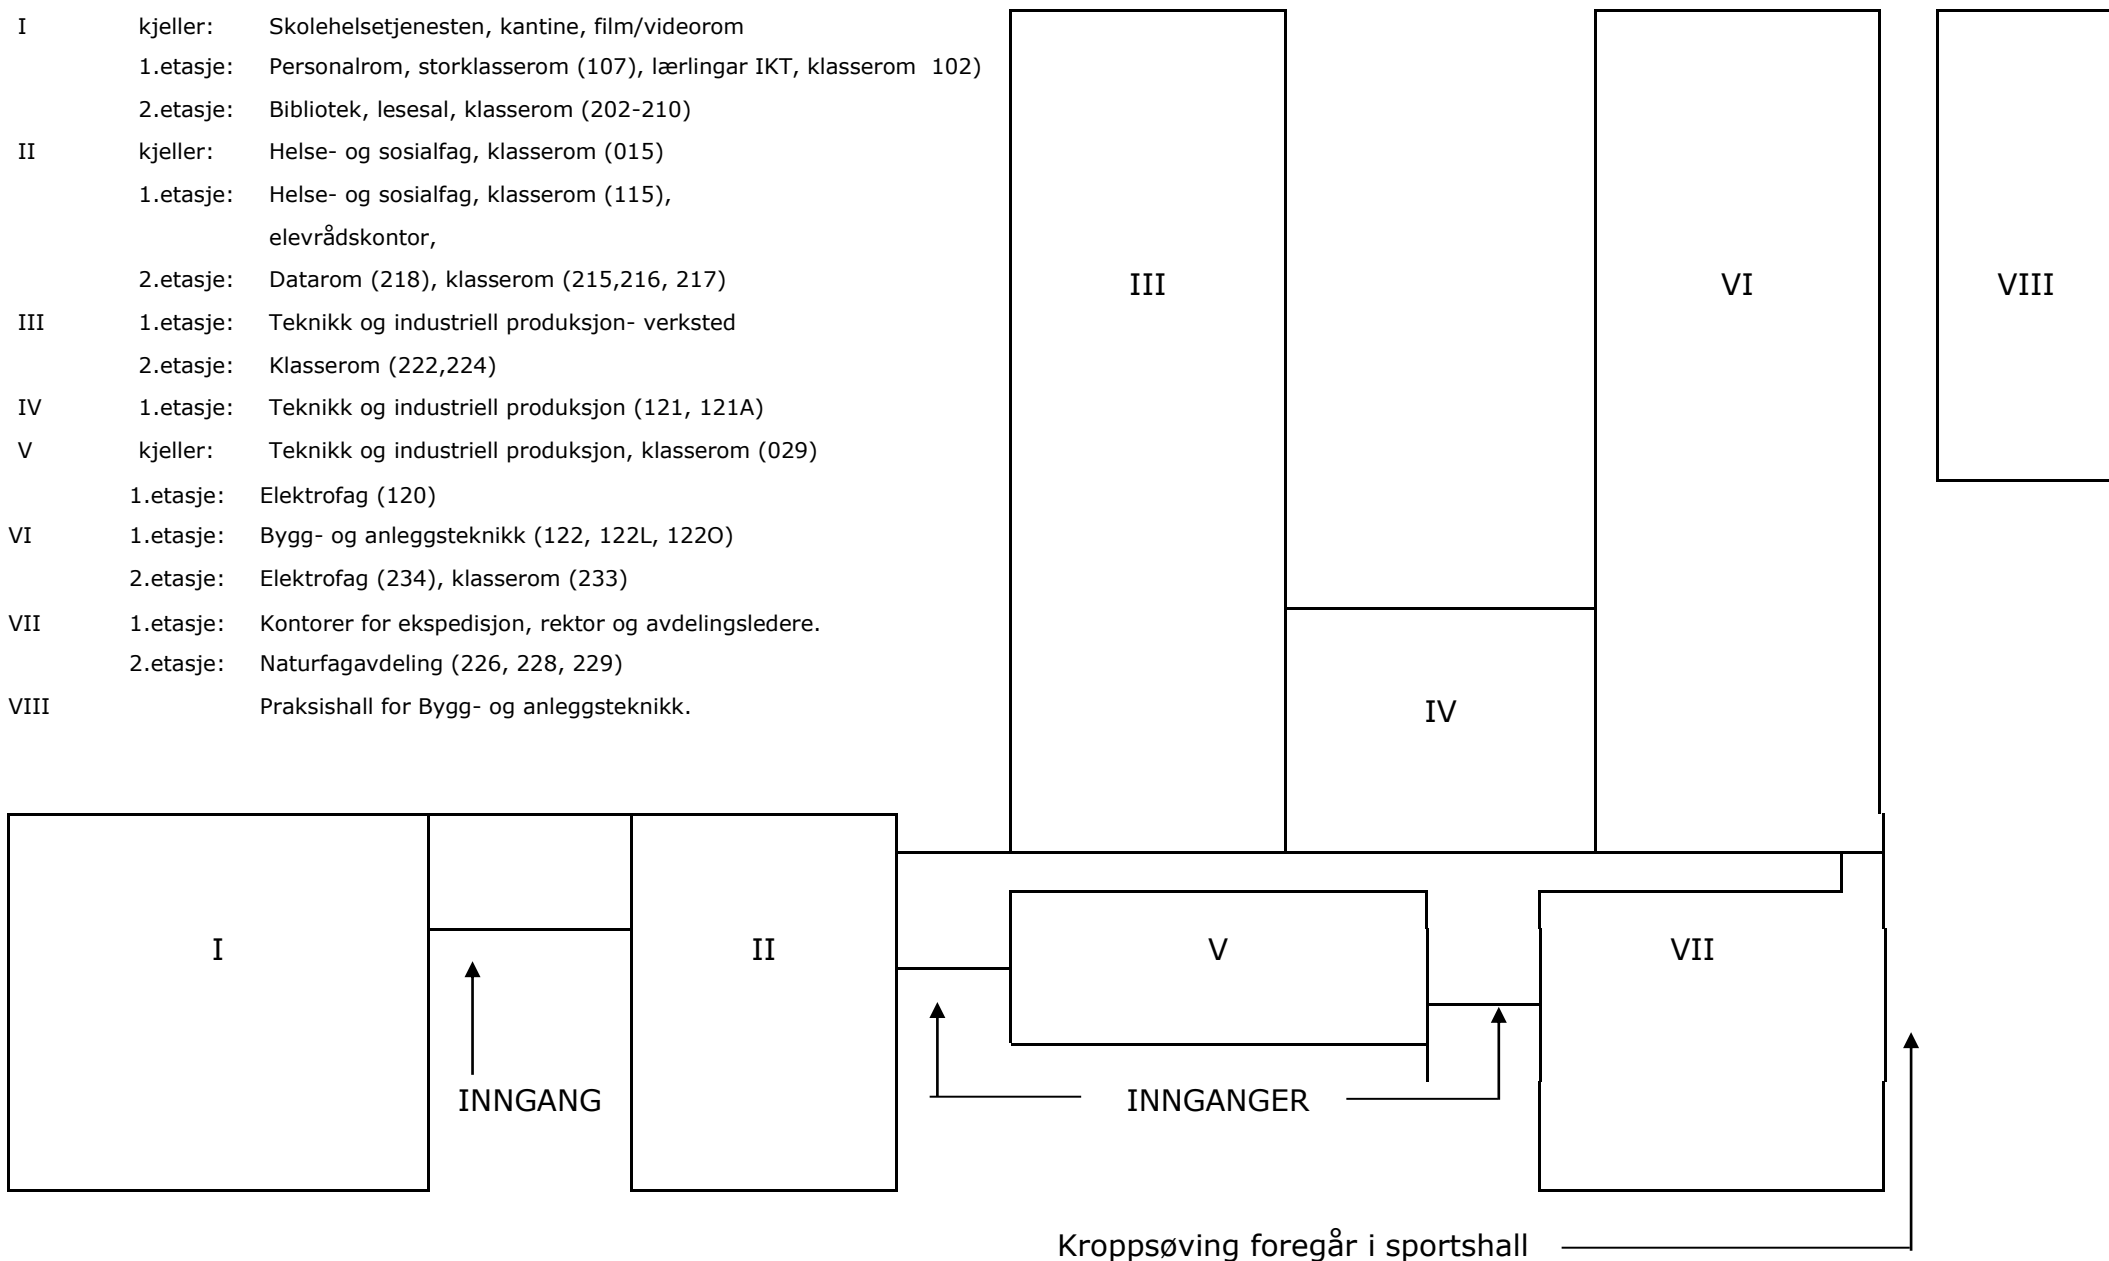 I kjeller: Skolehelsetjenesten, kantine, film/videorom
1.etasje: Personalrom, storklasserom (107), lærlingar IKT, klasserom 102)
2.etasje: Bibliotek, lesesal, klasserom (202-210)
II kjeller: Helse- og sosialfag, klasserom (015)
1.etasje: Helse- og sosialfag, klasserom (115),
elevrådskontor,
2.etasje: Datarom (218), klasserom (215,216, 217)
III 1.etasje: Teknikk og industriell produksjon- verksted
2.etasje: Klasserom (222,224)
IV 1.etasje: Teknikk og industriell produksjon (121, 121A)
V kjeller: Teknikk og industriell produksjon, klasserom (029)
1.etasje: Elektrofag (120)
VI 1.etasje: Bygg- og anleggsteknikk (122, 122L, 122O)
2.etasje: Elektrofag (234), klasserom (233)
VII 1.etasje: Kontorer for ekspedisjon, rektor og avdelingsledere.
2.etasje: Naturfagavdeling (226, 228, 229)
VIII Praksishall for Bygg- og anleggsteknikk.
III
VI
VIII
IV
I
II
V
VII
INNGANG
INNGANGER
Kroppsøving foregår i sportshall